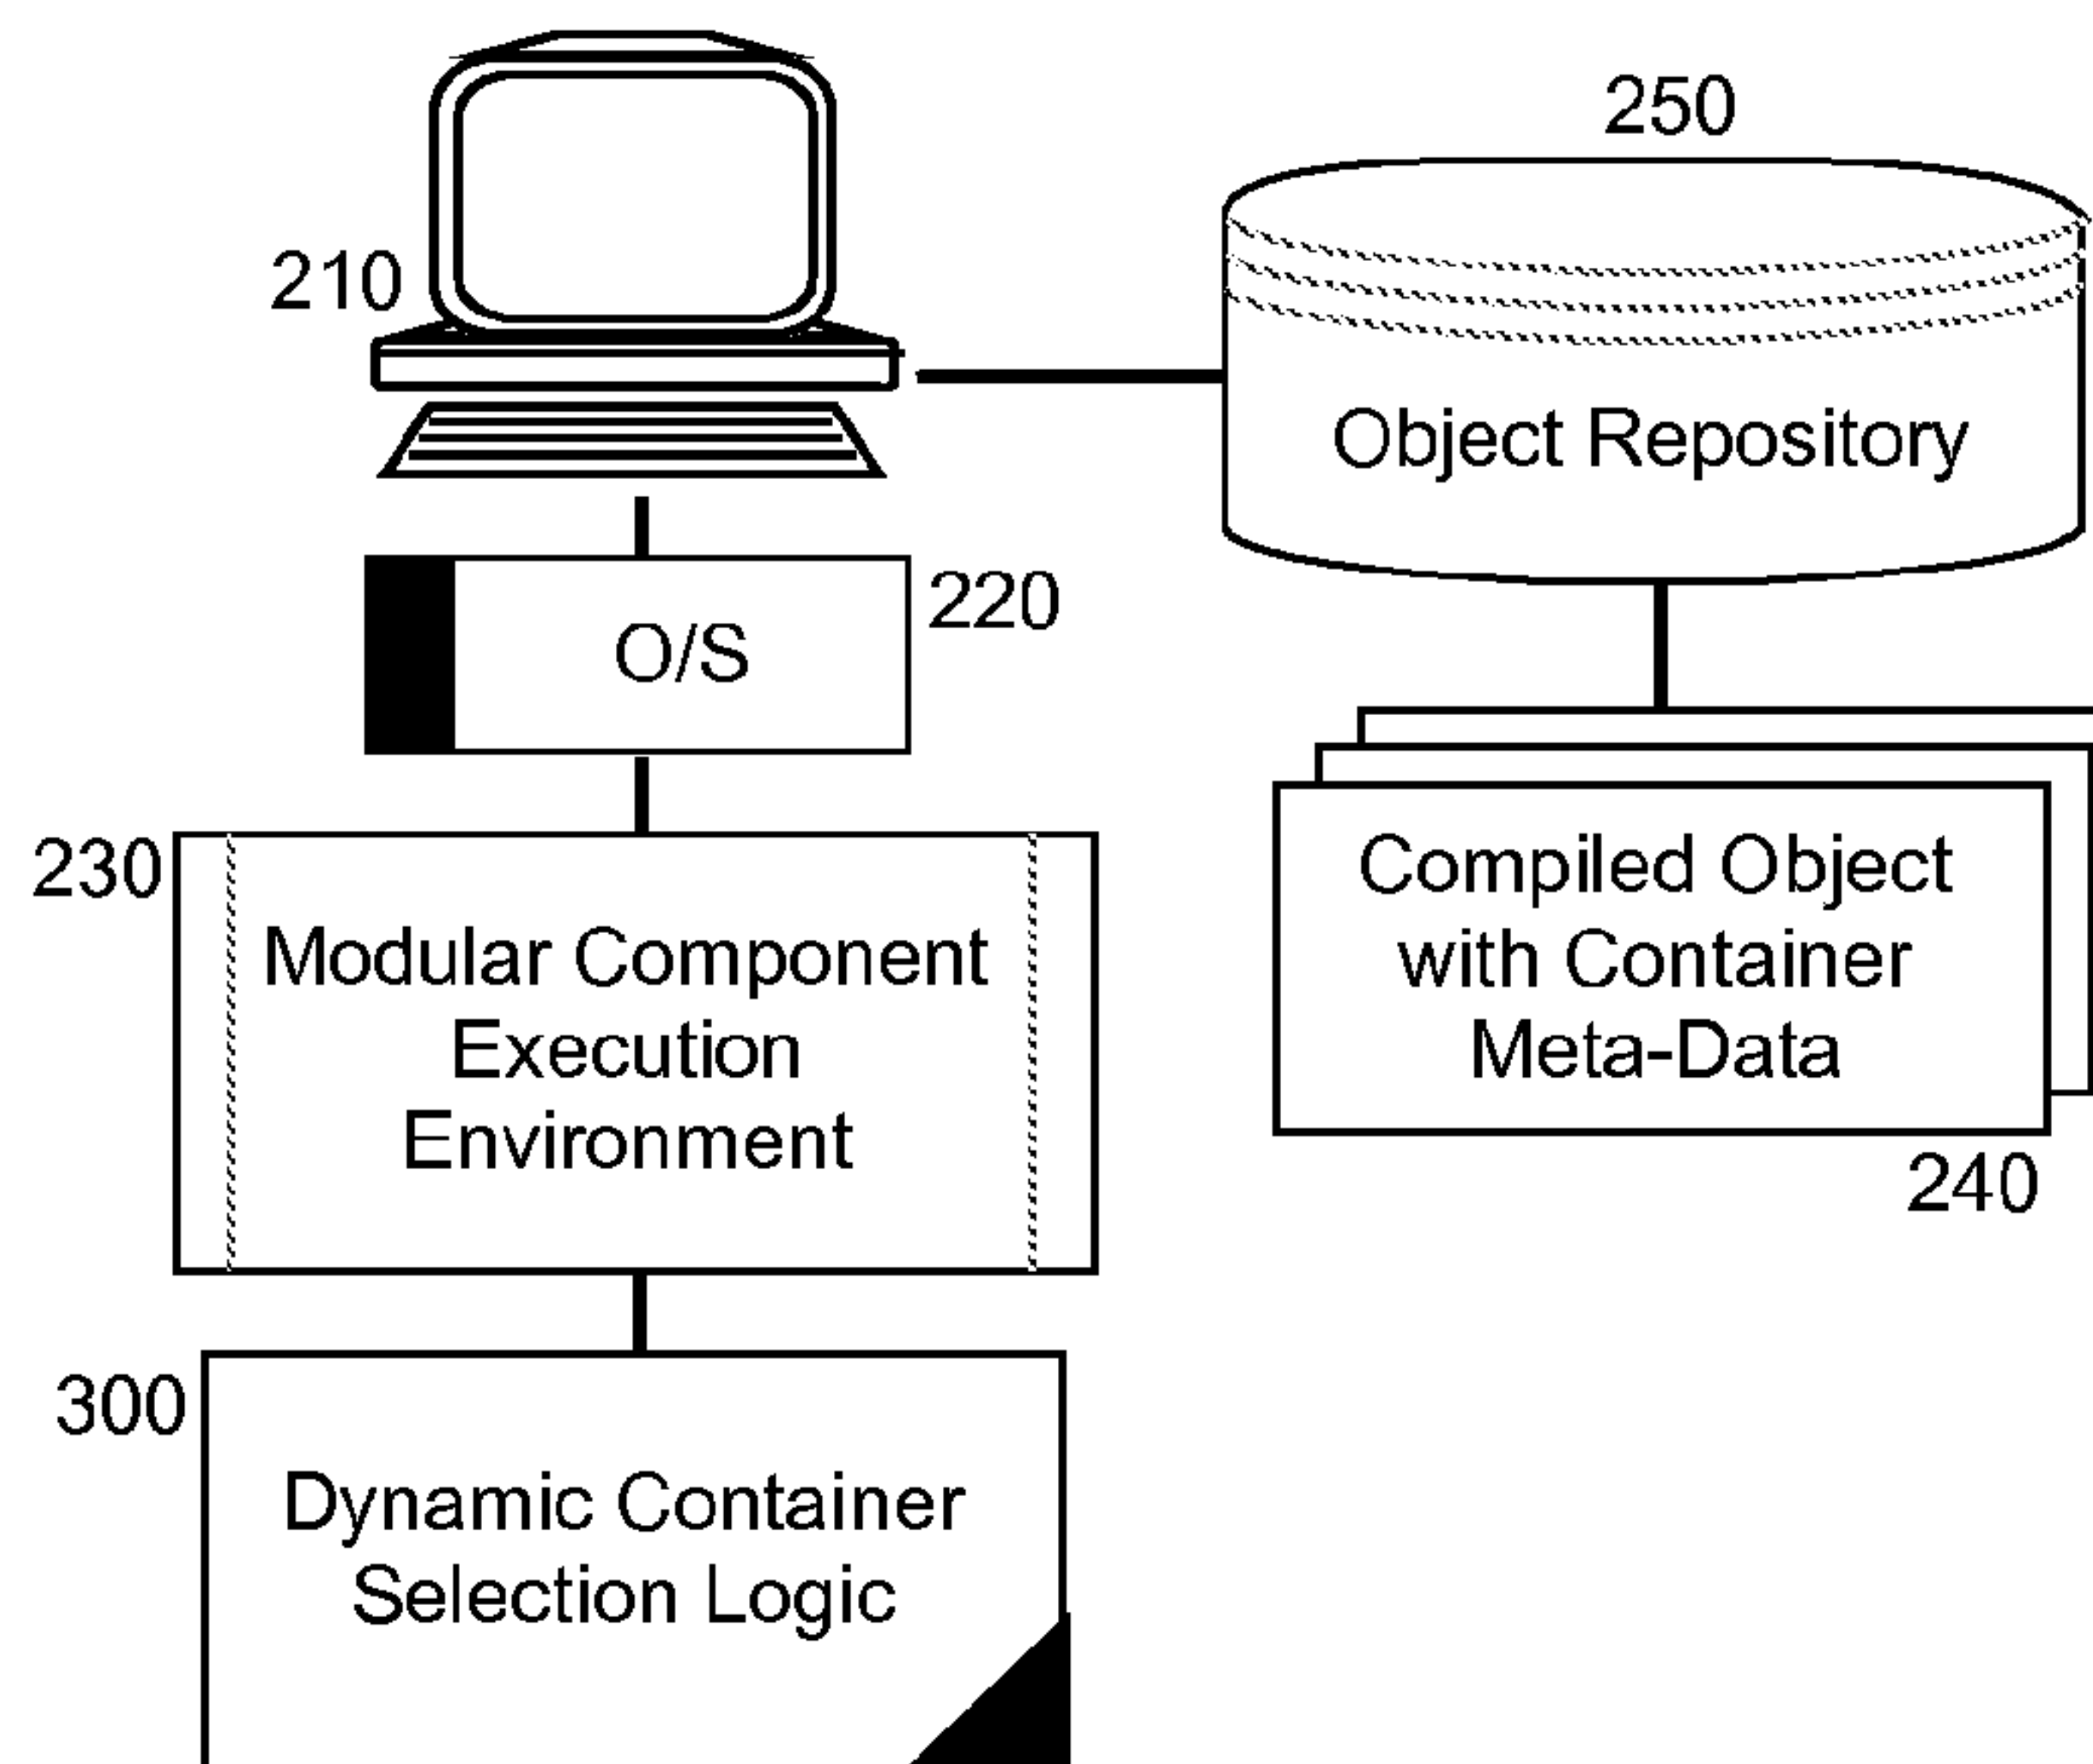 250
210
Object Repository
220
O/S
230
Modular Component
Execution
Environment
Compiled Object
with Container
Meta-Data
240
300
Dynamic Container
Selection Logic